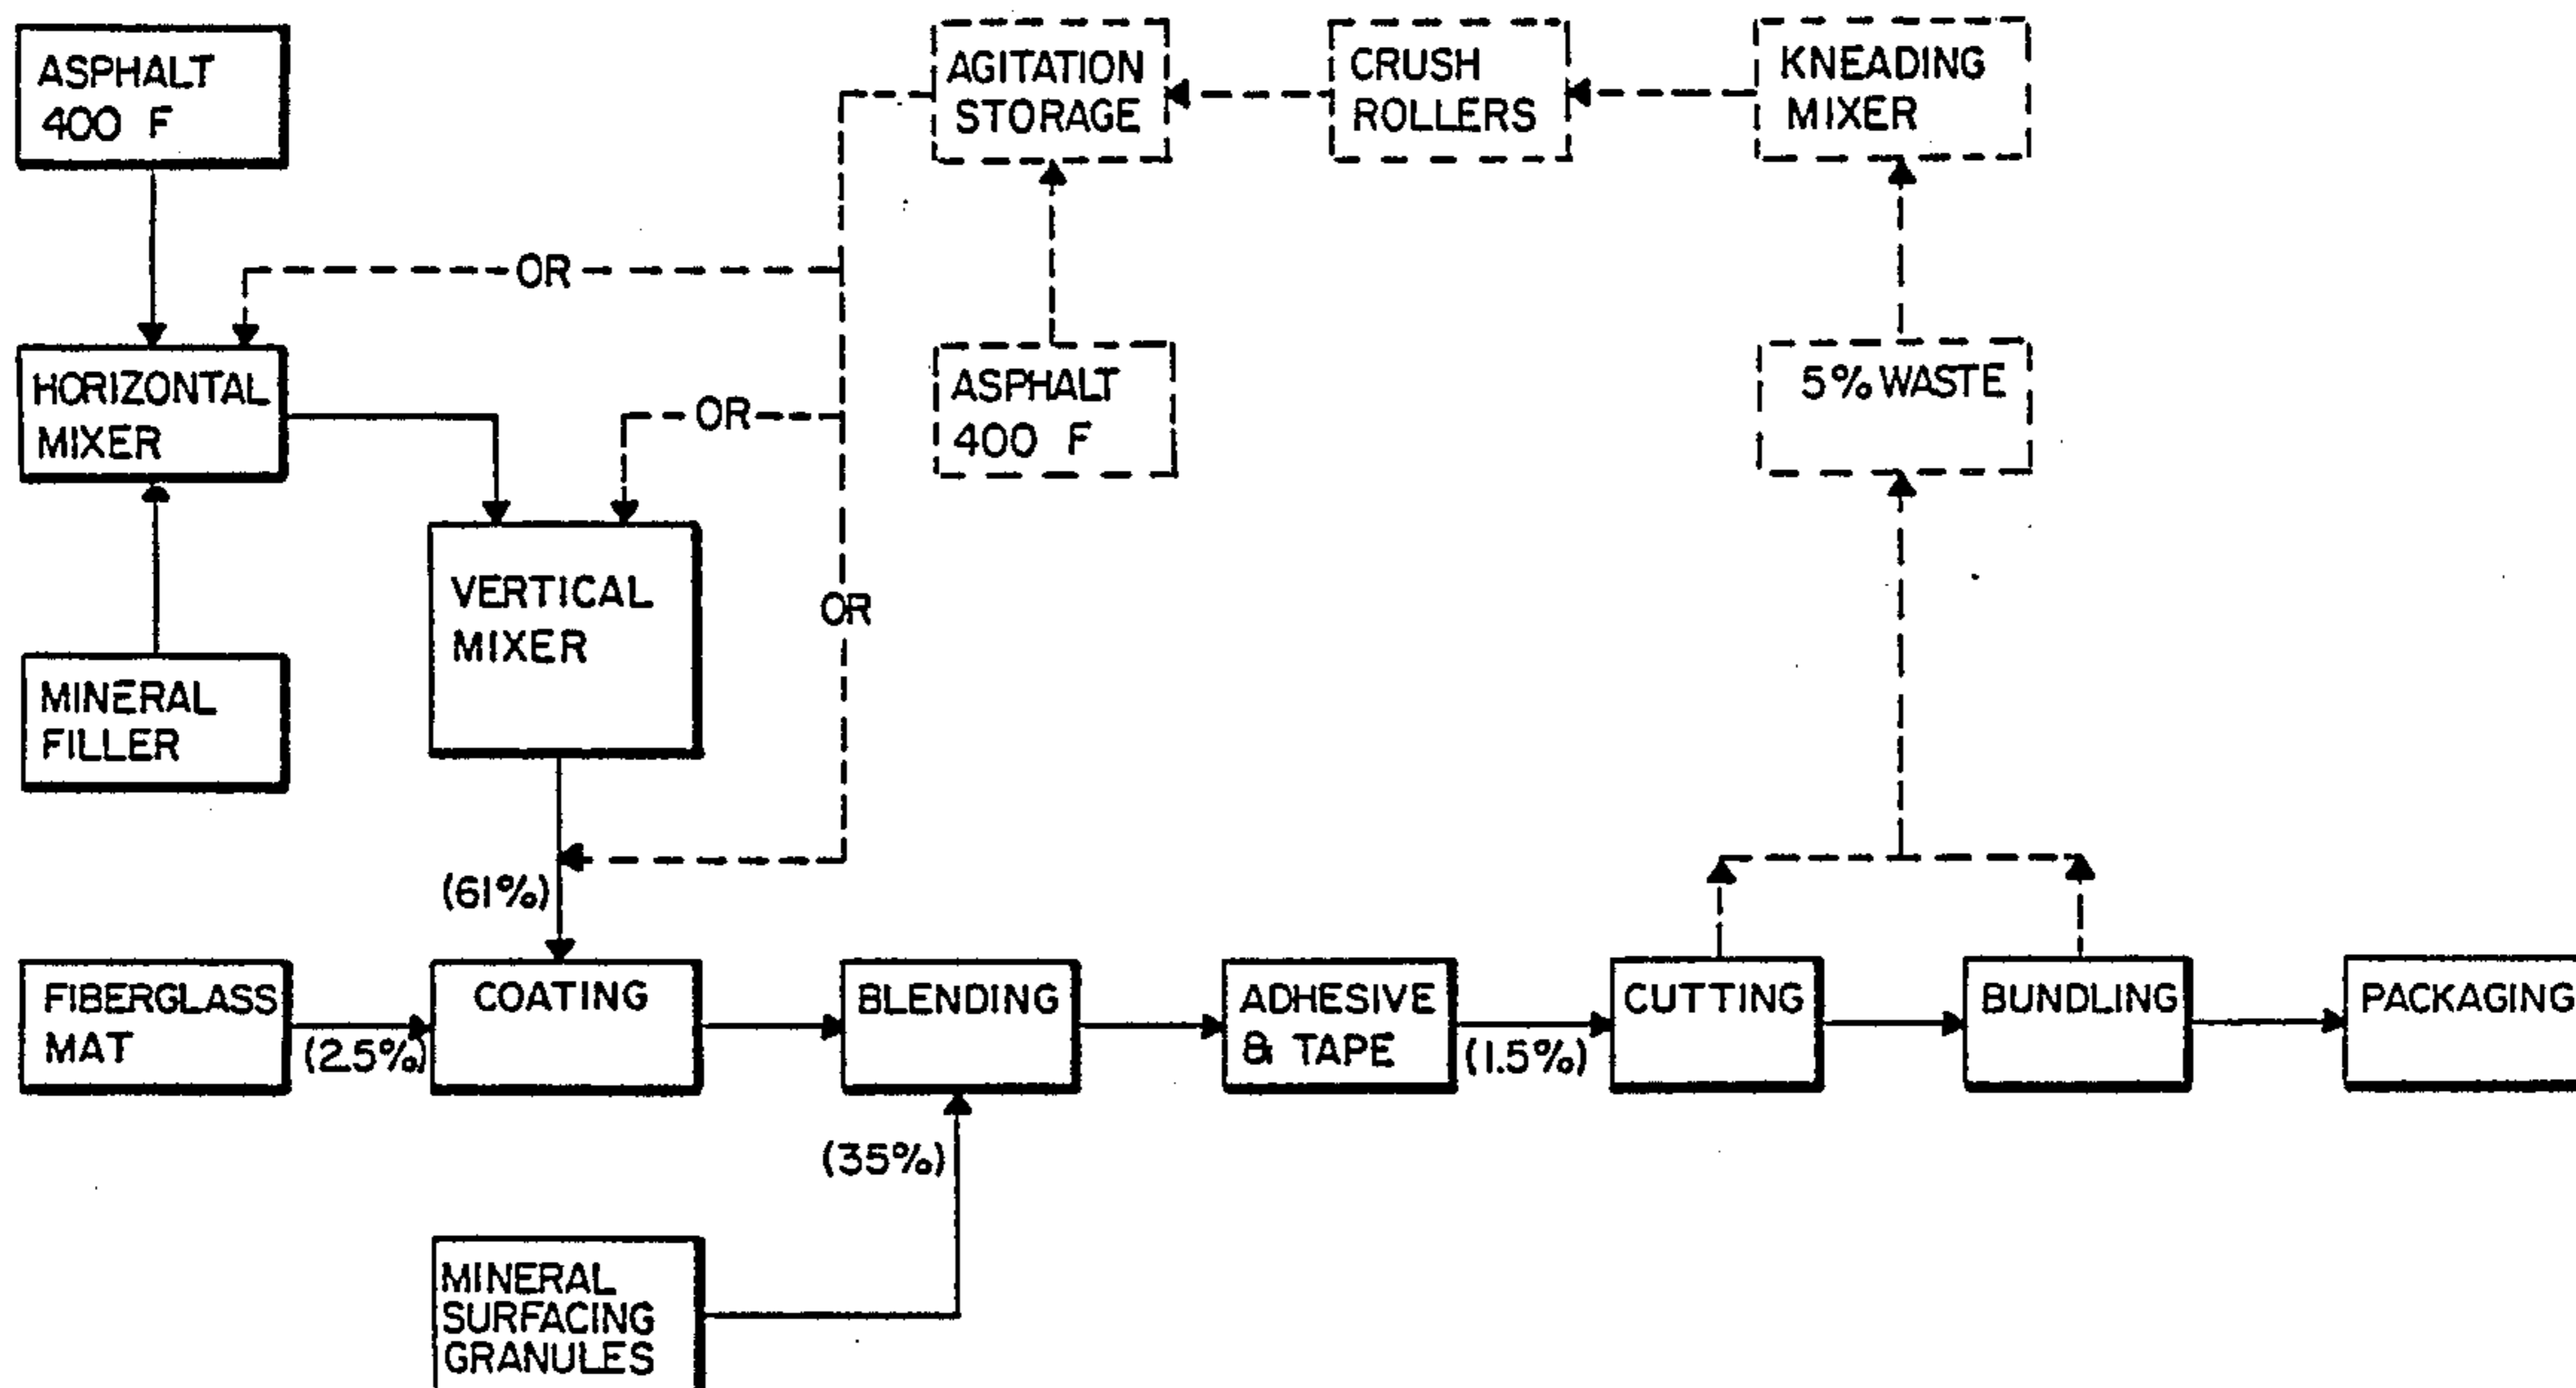 ASPHALT
400 F
AGITATION
STORAGE
CRUSH
ROLLERS
KNEADING
MIXER
OR
HORIZONTAL
MIXER
OR
ASPHALT
400 F
5% WASTE
VERTICAL
MIXER
OR
MINERAL
FILLER
(61%)
FIBERGLASS
MAT
(2.5%)
COATING
BLENDING
ADHESIVE
& TAPE
(1.5%)
CUTTING
BUNDLING
PACKAGING
(35%)
MINERAL
SURFACING
GRANULES